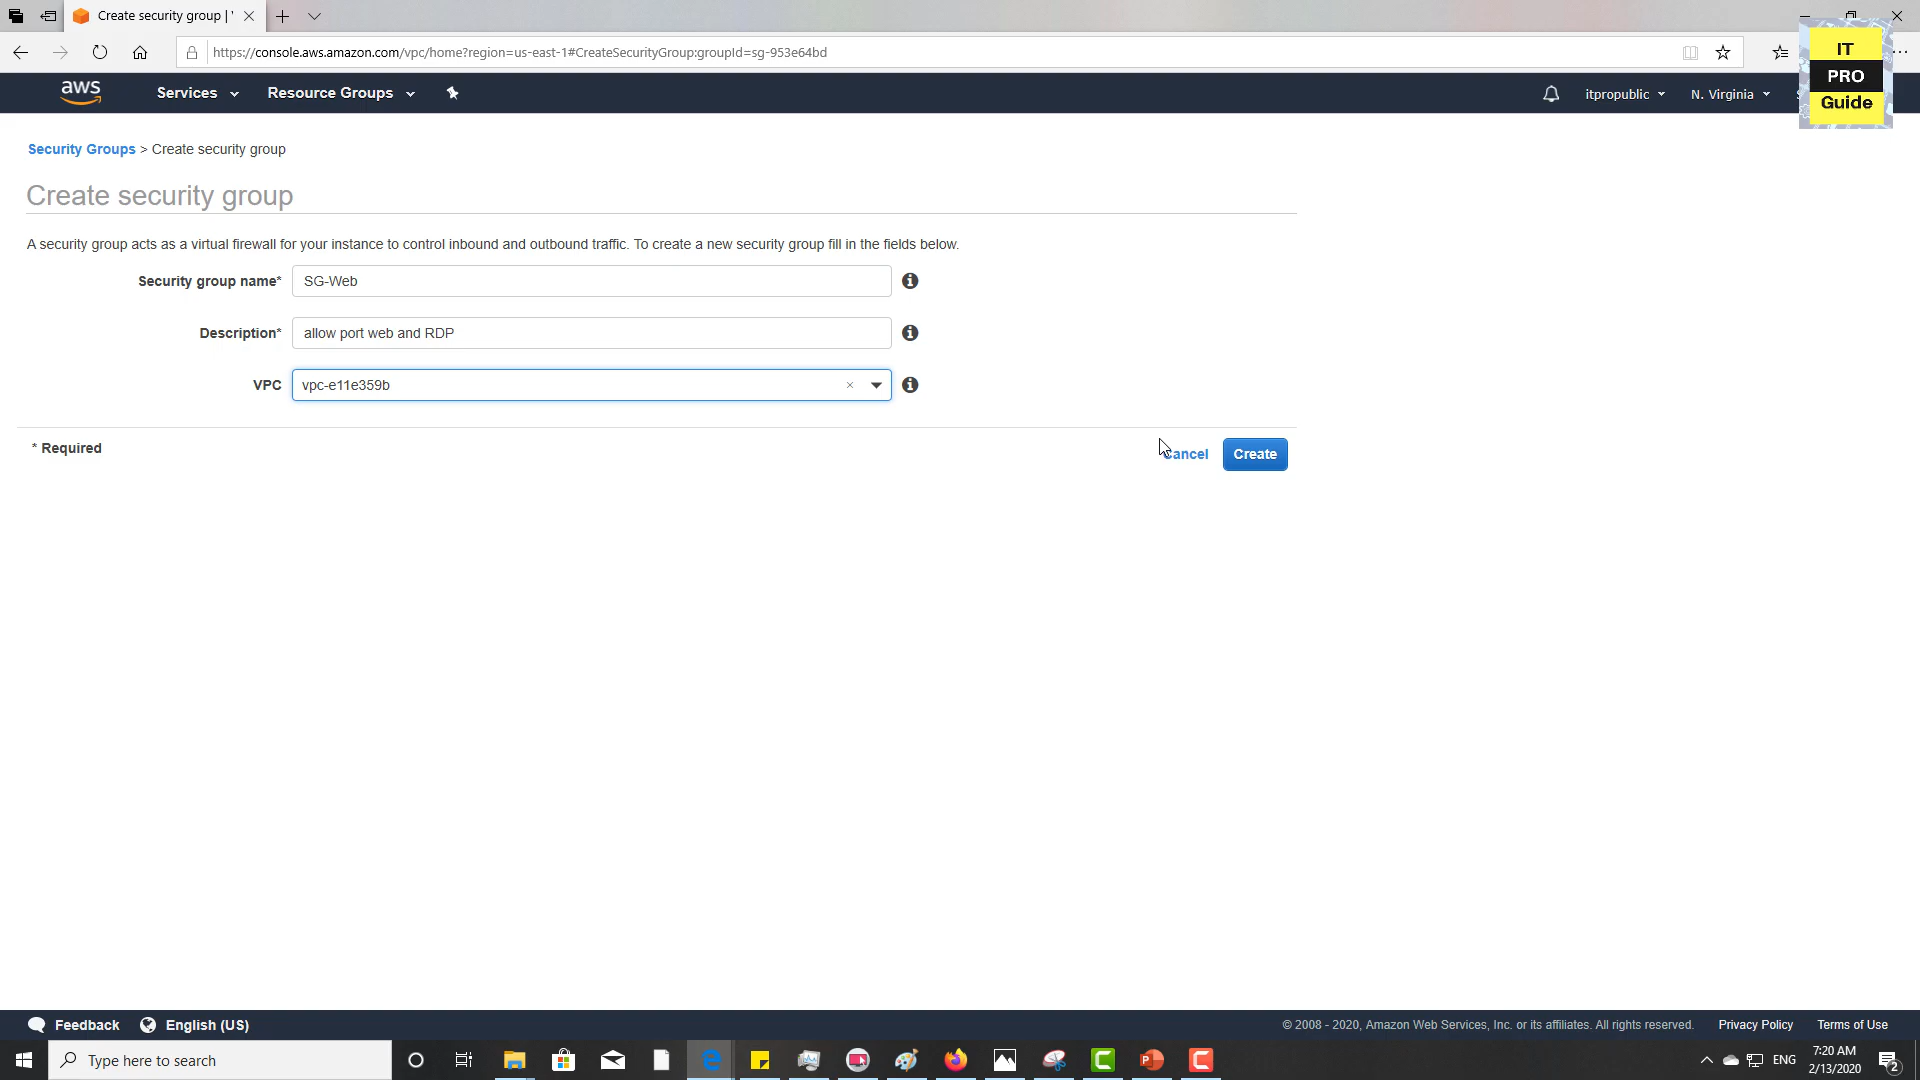 Create security group | '
https://console.aws.amazon.com/vpc/home?region=us-east-1#CreateSecurityGroup:groupId=sg-953e64bd
IT
PRO
Guide
aws
Services
Resource Groups
itpropublic
N. Virginia
Security Groups > Create security group
Create security group
A security group acts as a virtual firewall for your instance to control inbound and outbound traffic. To create a new security group fill in the fields below.
Security group name*
SG-Web
Description*
allow port web and RDP
VPC
vpc-e11e359b
* Required
Cancel
Create
Feedback
English (US)
© 2008 - 2020, Amazon Web Services, Inc. or its affiliates. All rights reserved.
Privacy Policy
Terms of Use
Type here to search
ENG
7:20 AM
2/13/2020
2